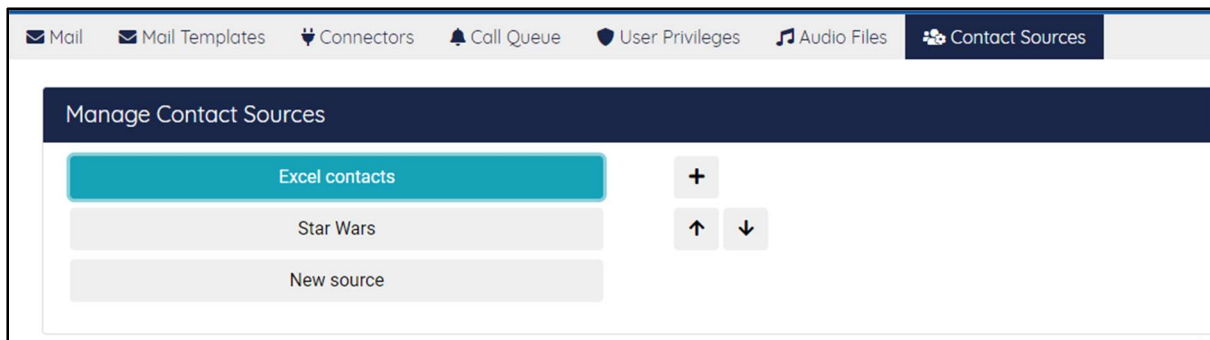 Mail Mail Templates Connectors Call Queue User Privileges Audio Files Contact Sources
Manage Contact Sources
Excel contacts
Star Wars
New source